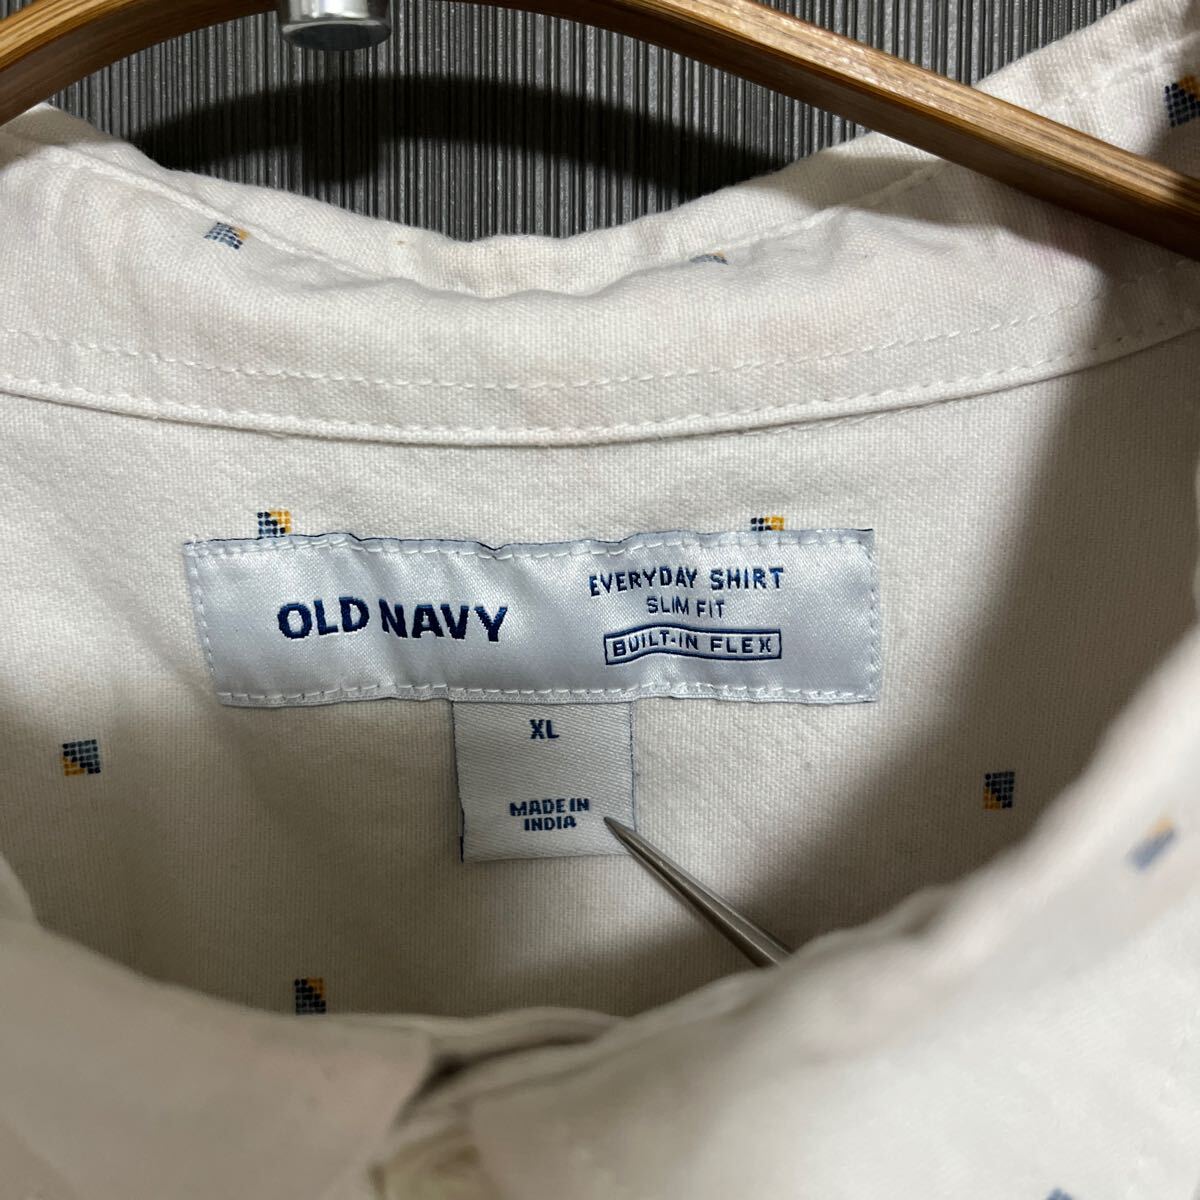 OLD NAVY
EVERYDAY SHIRT
SLIM FIT
BUILT-IN FLEX
XL
MADE IN
INDIA